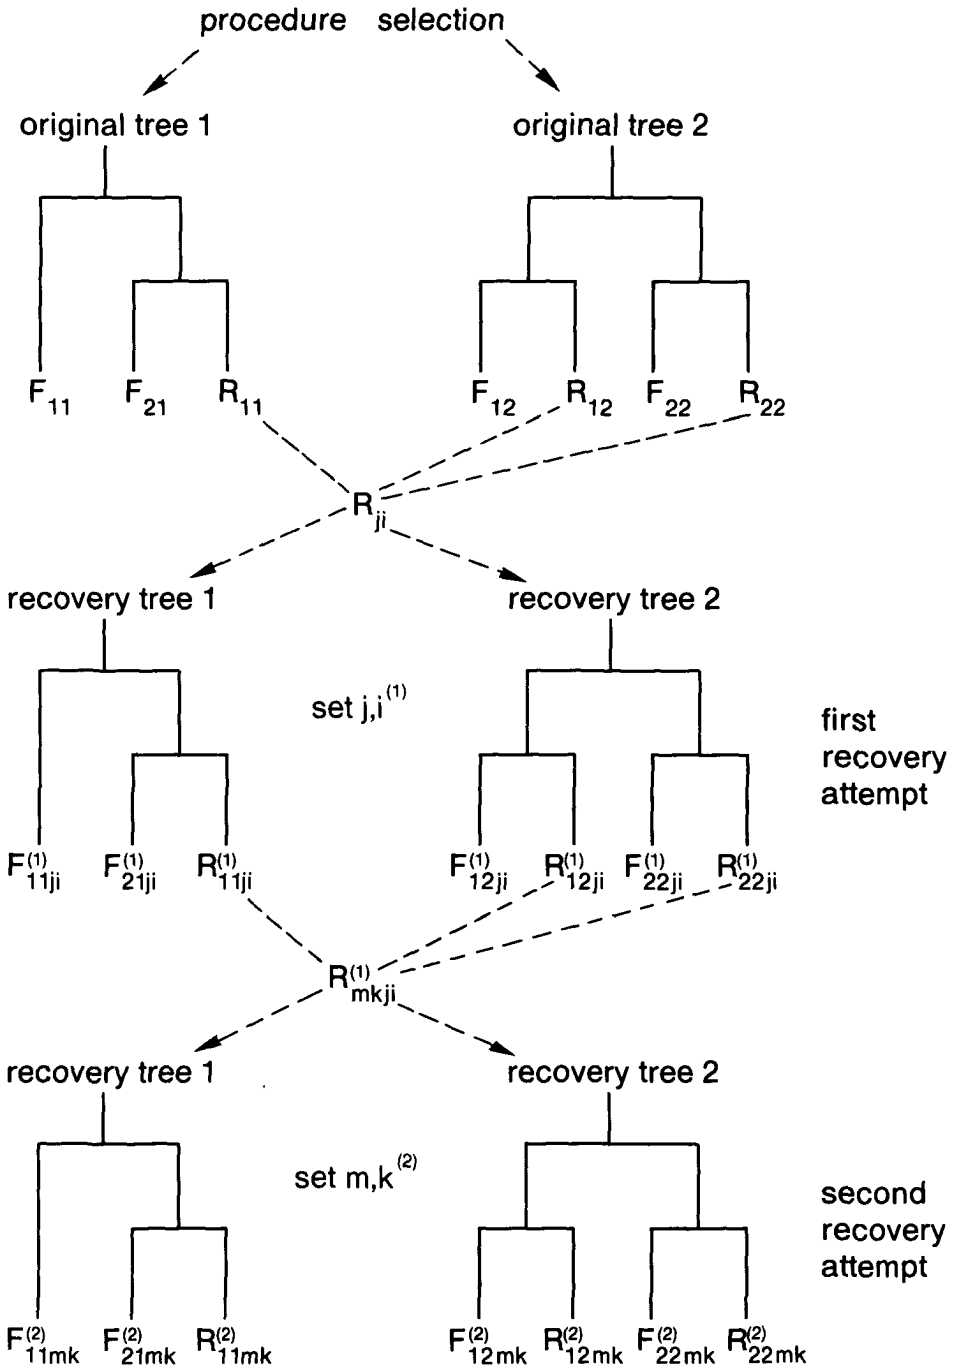 procedure selection
original tree 1 original tree 2
F₁₁ F₂₁ R₁₁ F₁₂ R₁₂ F₂₂ R₂₂
R_ji
recovery tree 1 recovery tree 2
set j,i⁽¹⁾
first
recovery
attempt
F⁽¹⁾₁₁ji F⁽¹⁾₂₁ji R⁽¹⁾₁₁ji F⁽¹⁾₁₂ji R⁽¹⁾₁₂ji F⁽¹⁾₂₂ji R⁽¹⁾₂₂ji
R⁽¹⁾mkji
recovery tree 1 recovery tree 2
set m,k⁽²⁾
second
recovery
attempt
F⁽²⁾₁₁mk F⁽²⁾₂₁mk R⁽²⁾₁₁mk F⁽²⁾₁₂mk R⁽²⁾₁₂mk F⁽²⁾₂₂mk R⁽²⁾₂₂mk